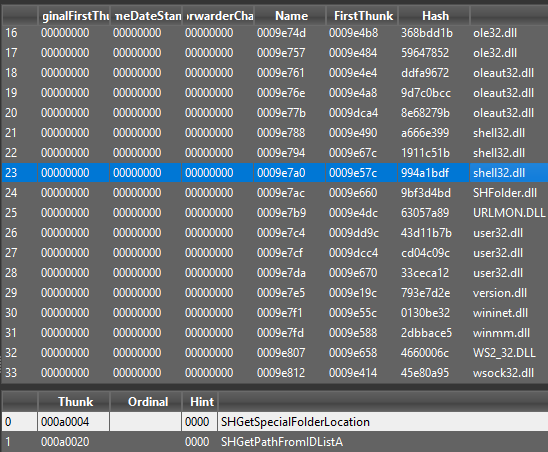 ginalFirstThu neDateStan orwarderCha Name FirstThunk Hash
16 00000000 00000000 00000000 0009e74d 0009e4b8 368bdd1b ole32.dll
17 00000000 00000000 00000000 0009e757 0009e484 59647852 ole32.dll
18 00000000 00000000 00000000 0009e761 0009e4e4 ddfa9672 oleaut32.dll
19 00000000 00000000 00000000 0009e76e 0009e4a8 9d7c0bcc oleaut32.dll
20 00000000 00000000 00000000 0009e77b 0009dca4 8e68279b oleaut32.dll
21 00000000 00000000 00000000 0009e788 0009e490 a666e399 shell32.dll
22 00000000 00000000 00000000 0009e794 0009e67c 1911c51b shell32.dll
23 00000000 00000000 00000000 0009e7a0 0009e57c 994a1bdf shell32.dll
24 00000000 00000000 00000000 0009e7ac 0009e660 9bf3d4bd SHFolder.dll
25 00000000 00000000 00000000 0009e7b9 0009e4dc 63057a89 URLMON.DLL
26 00000000 00000000 00000000 0009e7c4 0009dd9c 43d11b7b user32.dll
27 00000000 00000000 00000000 0009e7cf 0009dcc4 cd04c09c user32.dll
28 00000000 00000000 00000000 0009e7da 0009e670 33ceca12 user32.dll
29 00000000 00000000 00000000 0009e7e5 0009e19c 793e7d2e version.dll
30 00000000 00000000 00000000 0009e7f1 0009e55c 0130be32 wininet.dll
31 00000000 00000000 00000000 0009e7fd 0009e588 2dbbace5 winmm.dll
32 00000000 00000000 00000000 0009e807 0009e658 4660006c WS2_32.DLL
33 00000000 00000000 00000000 0009e812 0009e414 45e80a95 wsock32.dll
Thunk Ordinal Hint
0 000a0004 0000 SHGetSpecialFolderLocation
1 000a0020 0000 SHGetPathFromIDListA